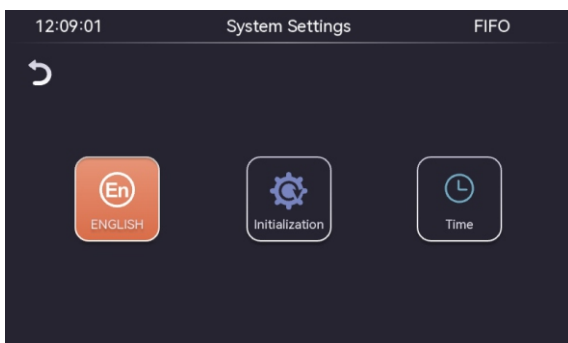 12:09:01 System Settings FIFO
En
ENGLISH
Initialization
Time